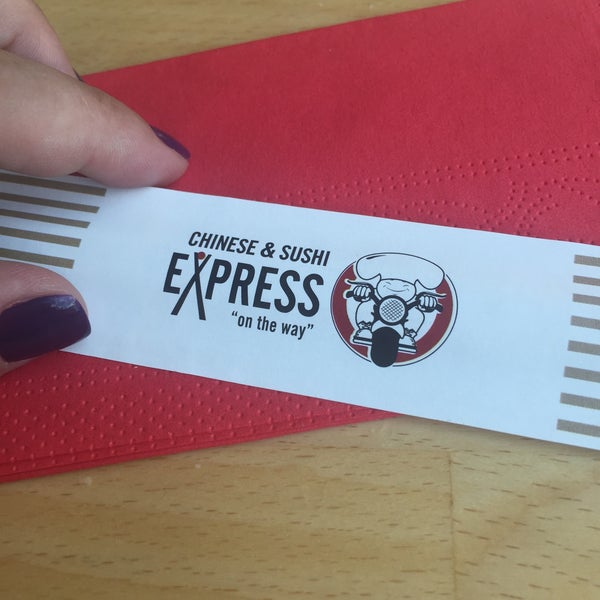 CHINESE & SUSHI
EXPRESS
"on the way"